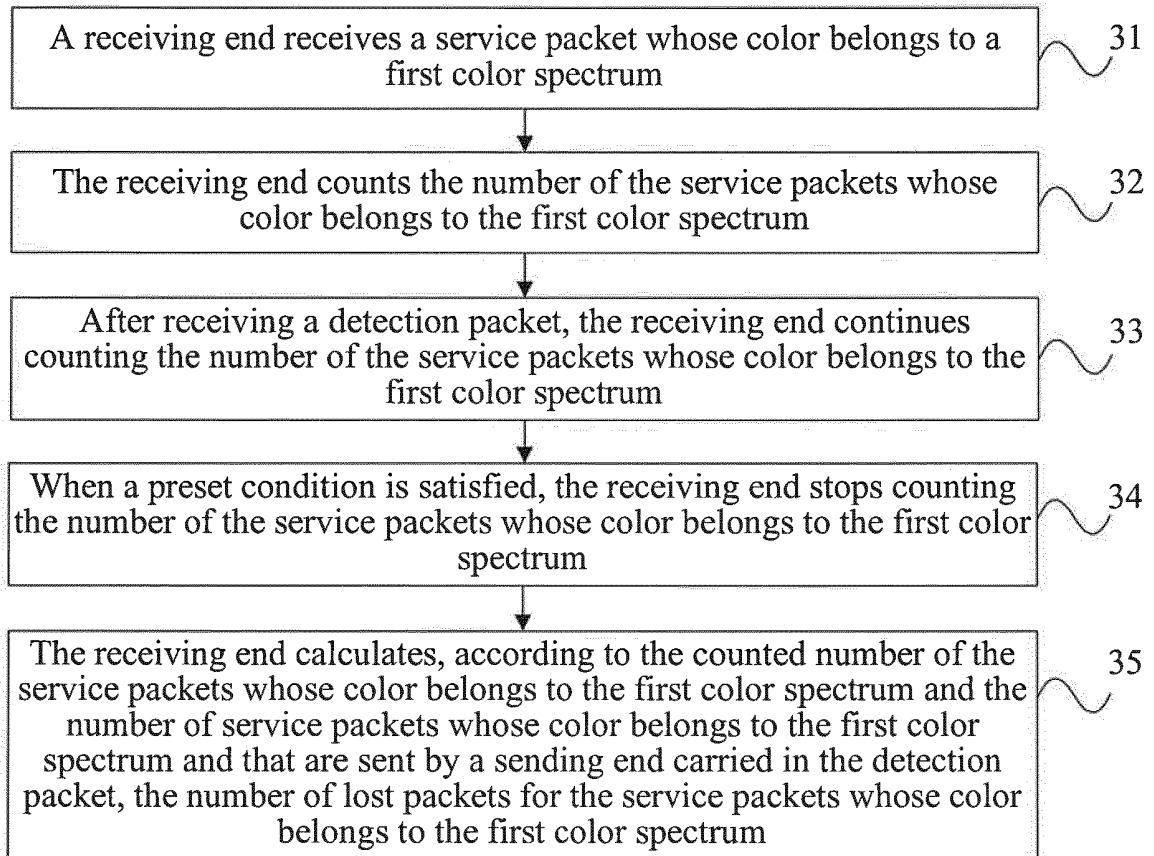 A receiving end receives a service packet whose color belongs to a
first color spectrum
31
The receiving end counts the number of the service packets whose
color belongs to the first color spectrum
32
After receiving a detection packet, the receiving end continues
counting the number of the service packets whose color belongs to the
first color spectrum
33
When a preset condition is satisfied, the receiving end stops counting
the number of the service packets whose color belongs to the first color
spectrum
34
The receiving end calculates, according to the counted number of the
service packets whose color belongs to the first color spectrum and the
number of service packets whose color belongs to the first color
spectrum and that are sent by a sending end carried in the detection
packet, the number of lost packets for the service packets whose color
belongs to the first color spectrum
35